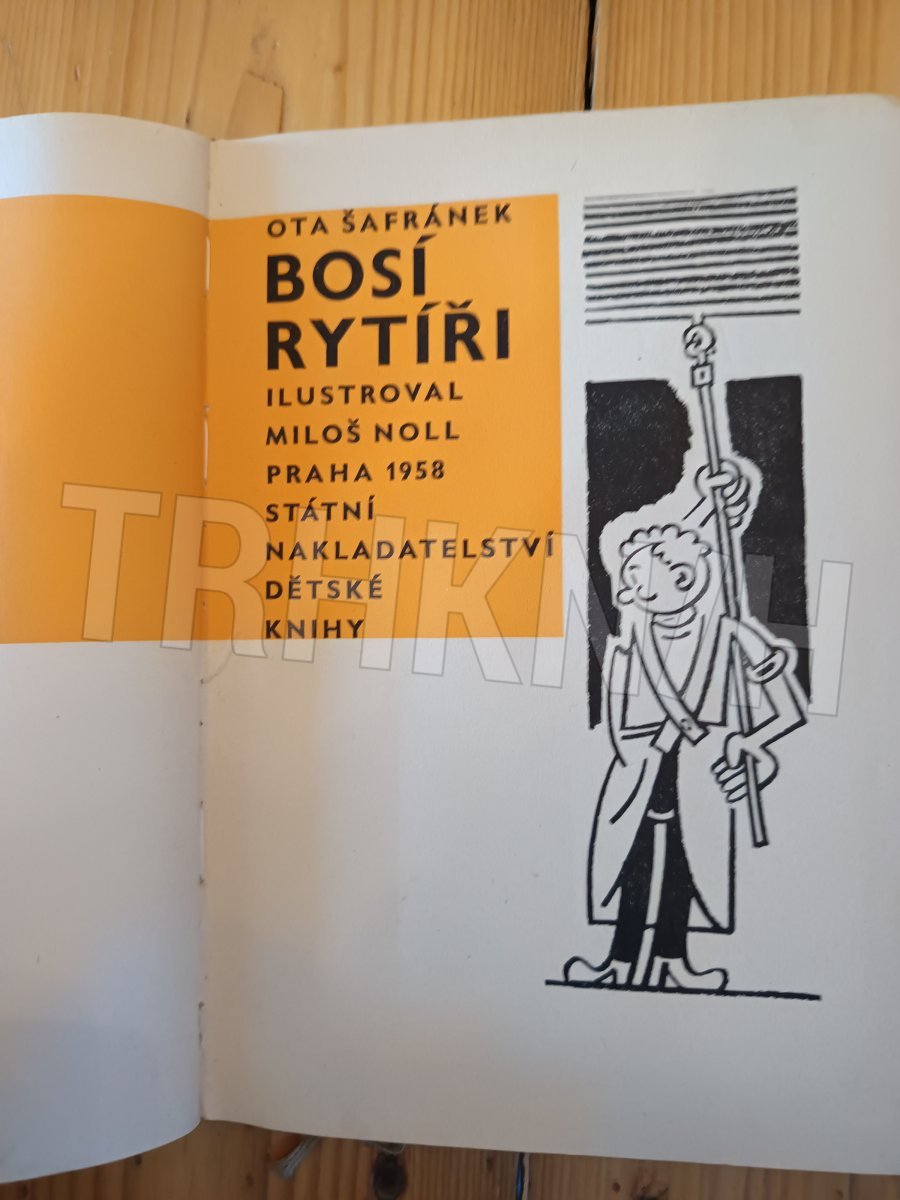 OTA ŠAFRÁNEK
BOSÍ
RYTÍŘI
ILUSTROVAL
MILOŠ NOLL
PRAHA 1958
STÁTNÍ
NAKLADATELSTVÍ
DĚTSKÉ
KNIHY
TRHKNIH